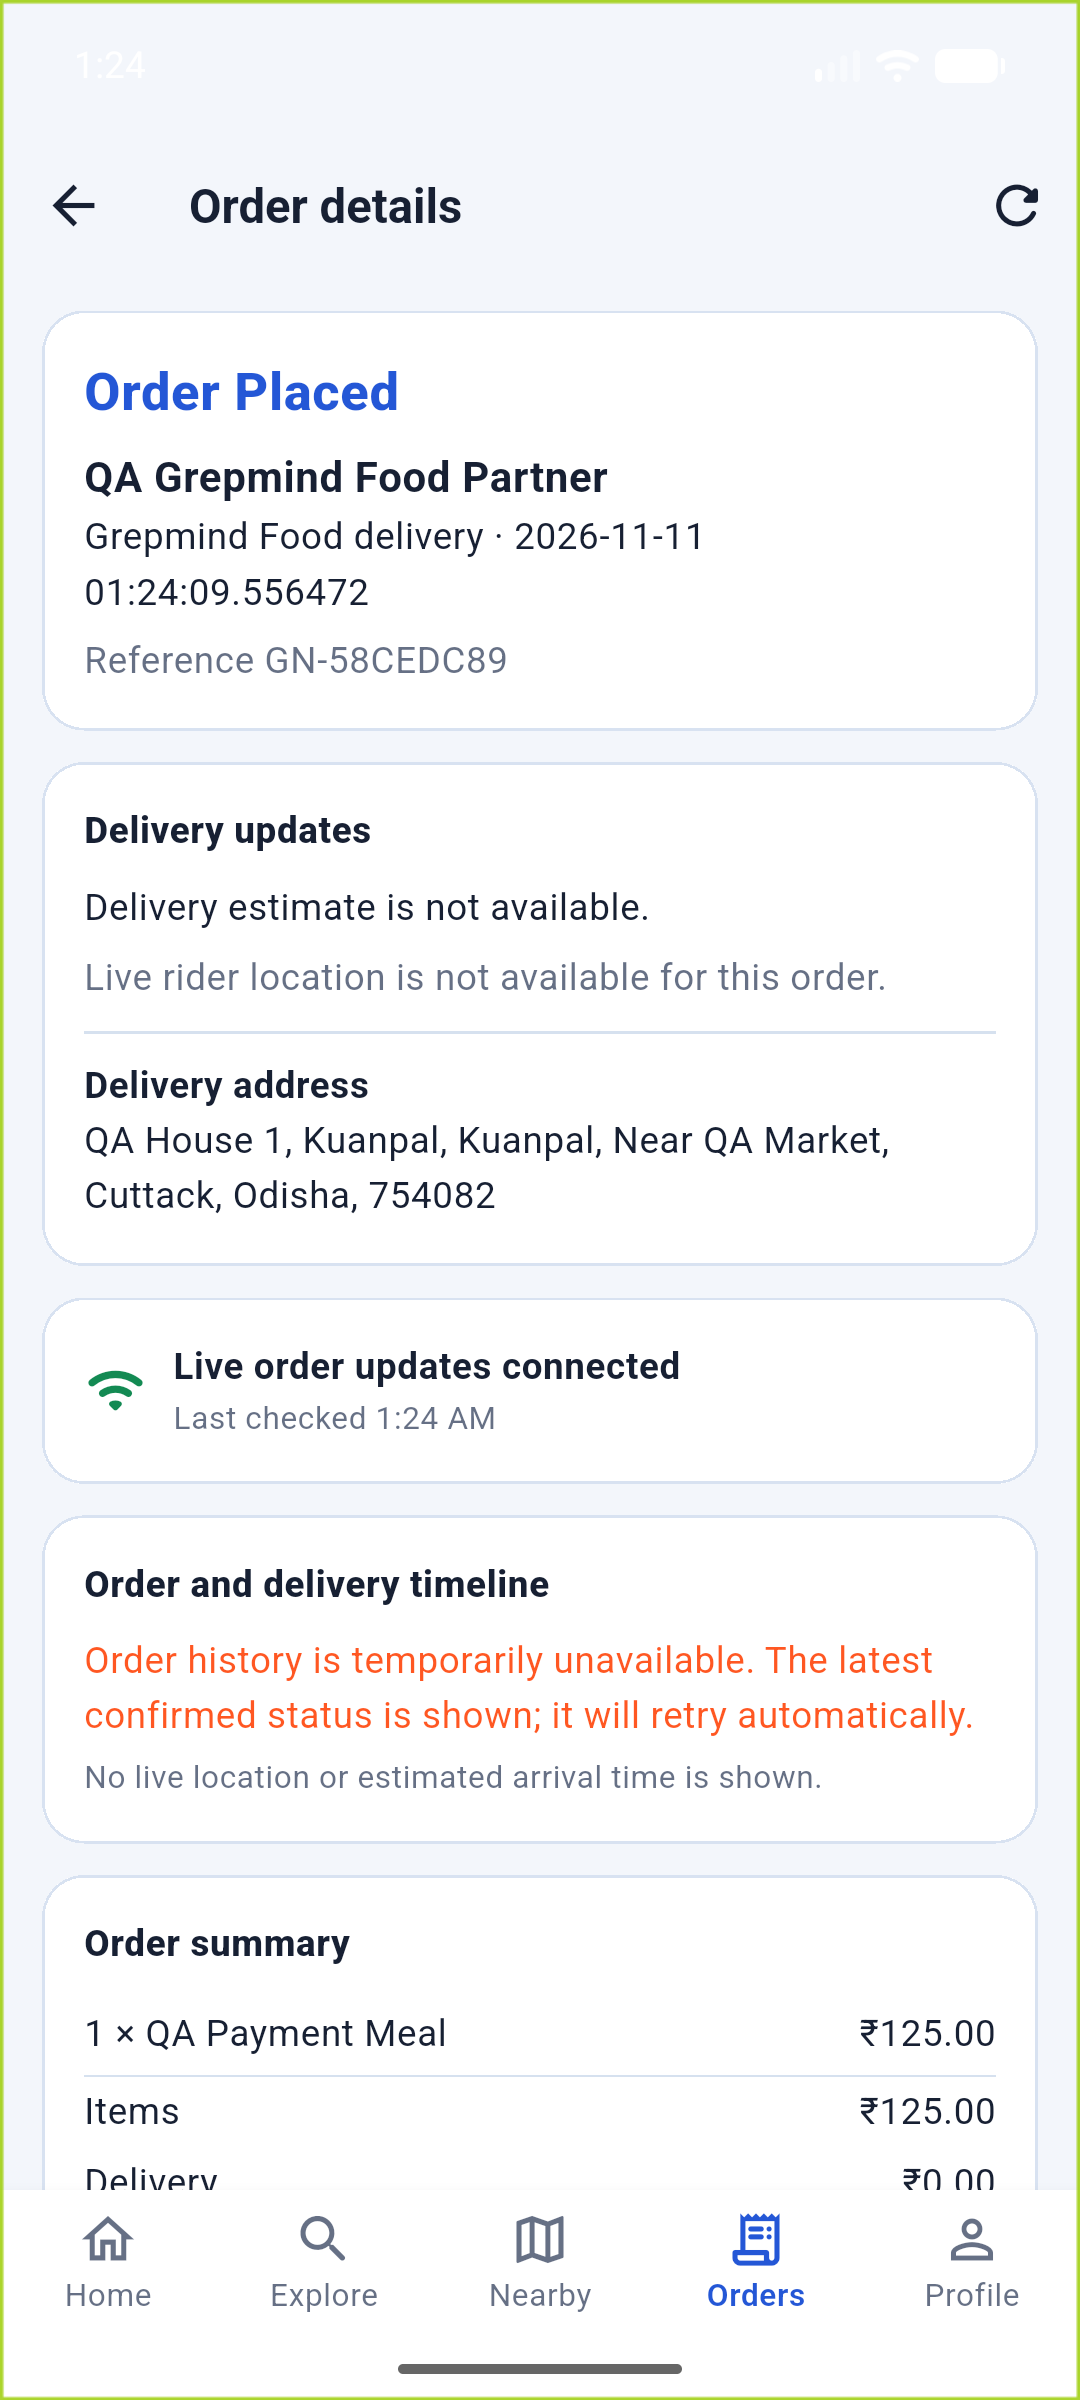 1:24
Order details
Order Placed
QA Grepmind Food Partner
Grepmind Food delivery · 2026-11-11
01:24:09.556472
Reference GN-58CEDC89
Delivery updates
Delivery estimate is not available.
Live rider location is not available for this order.
Delivery address
QA House 1, Kuanpal, Kuanpal, Near QA Market,
Cuttack, Odisha, 754082
Live order updates connected
Last checked 1:24 AM
Order and delivery timeline
Order history is temporarily unavailable. The latest
confirmed status is shown; it will retry automatically.
No live location or estimated arrival time is shown.
Order summary
1 × QA Payment Meal ₹125.00
Items ₹125.00
Delivery ₹0.00
Home Explore Nearby Orders Profile